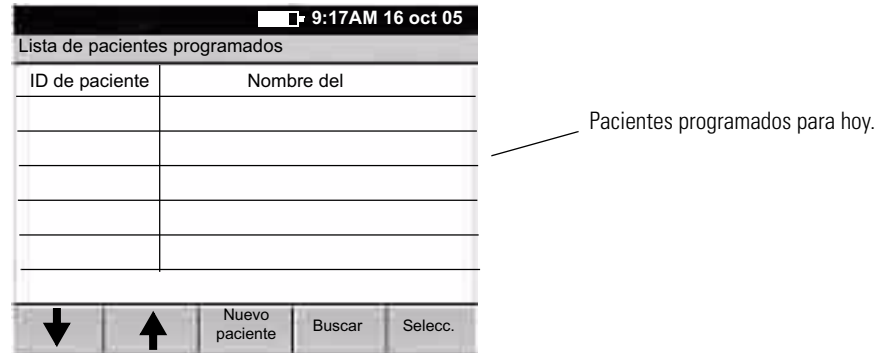 9:17AM 16 oct 05
Lista de pacientes programados
ID de paciente Nombre del
Pacientes programados para hoy.
Nuevo
paciente
Buscar
Selecc.